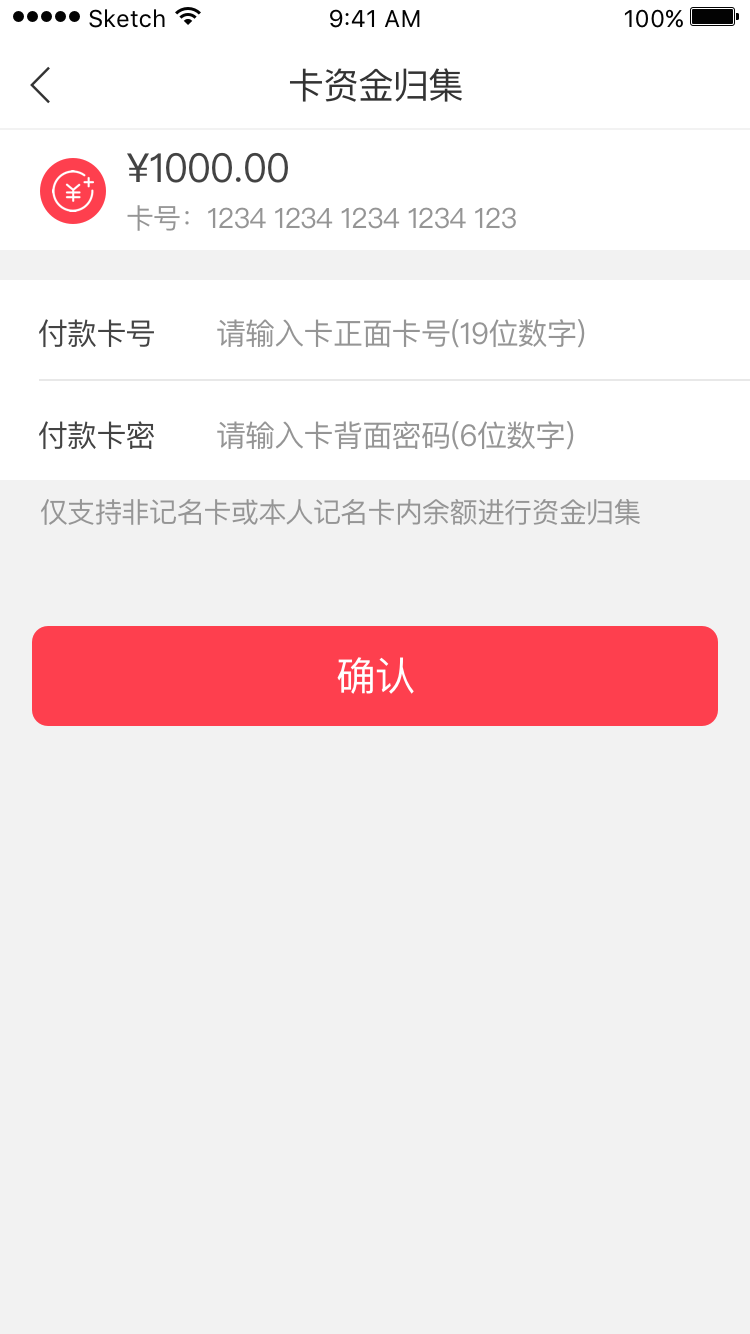 Sketch 9:41 AM 100%
卡资金归集
¥1000.00
卡号：1234 1234 1234 1234 123
付款卡号 请输入卡正面卡号(19位数字)
付款卡密 请输入卡背面密码(6位数字)
仅支持非记名卡或本人记名卡内余额进行资金归集
确认